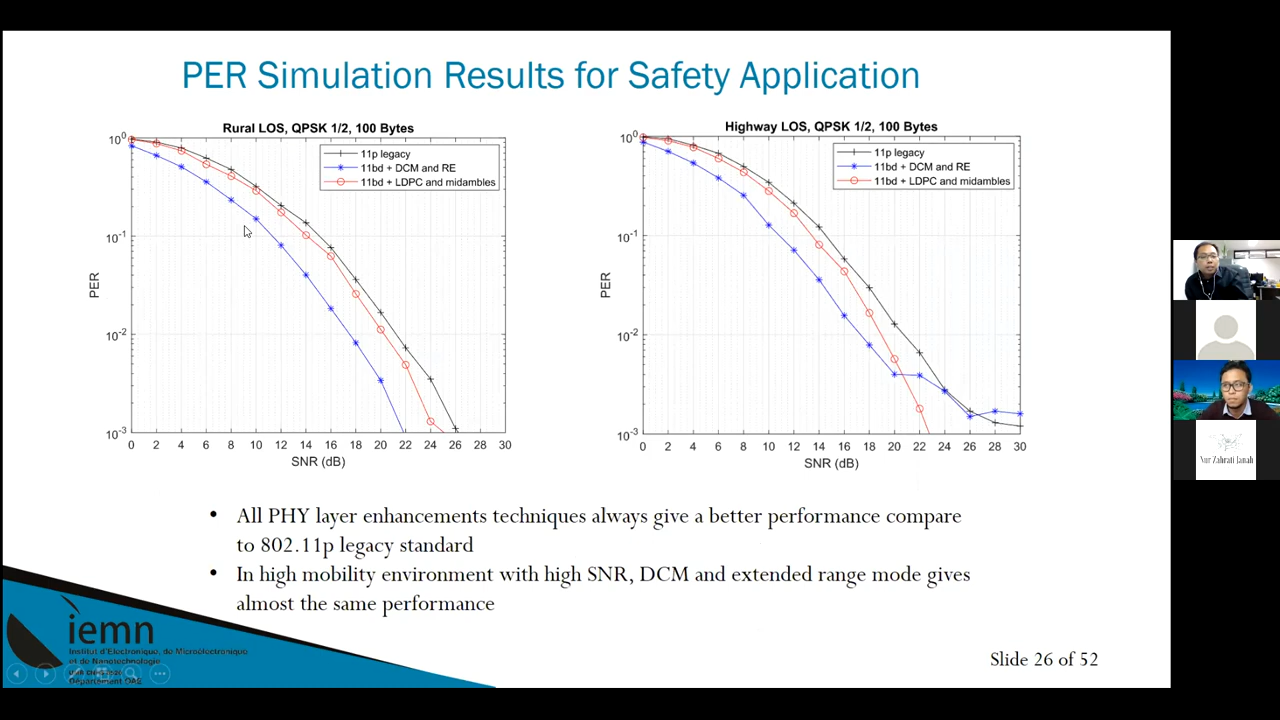 PER Simulation Results for Safety Application
Rural LOS, QPSK 1/2, 100 Bytes
11p legacy
11bd + DCM and RE
11bd + LDPC and midambles
10^0
10^-1
10^-2
10^-3
PER
0 2 4 6 8 10 12 14 16 18 20 22 24 26 28 30
SNR (dB)
Highway LOS, QPSK 1/2, 100 Bytes
11p legacy
11bd + DCM and RE
11bd + LDPC and midambles
10^0
10^-1
10^-2
10^-3
PER
0 2 4 6 8 10 12 14 16 18 20 22 24 26 28 30
SNR (dB)
• All PHY layer enhancements techniques always give a better performance compare
to 802.11p legacy standard
• In high mobility environment with high SNR, DCM and extended range mode gives
almost the same performance
iemn
Institut d'Electronique, de Microélectronique
et de Nanotechnologie
Département OAE
Slide 26 of 52
Nur Zahrati Janah